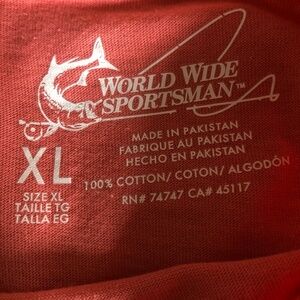 WORLD WIDE
SPORTSMAN™
MADE IN PAKISTAN
FABRIQUE AU PAKISTAN
HECHO EN PAKISTAN
XL
100% COTTON/ COTON/ ALGODÓN
SIZE XL
RN# 74747 CA# 45117
TAILLE TG
TALLA EG